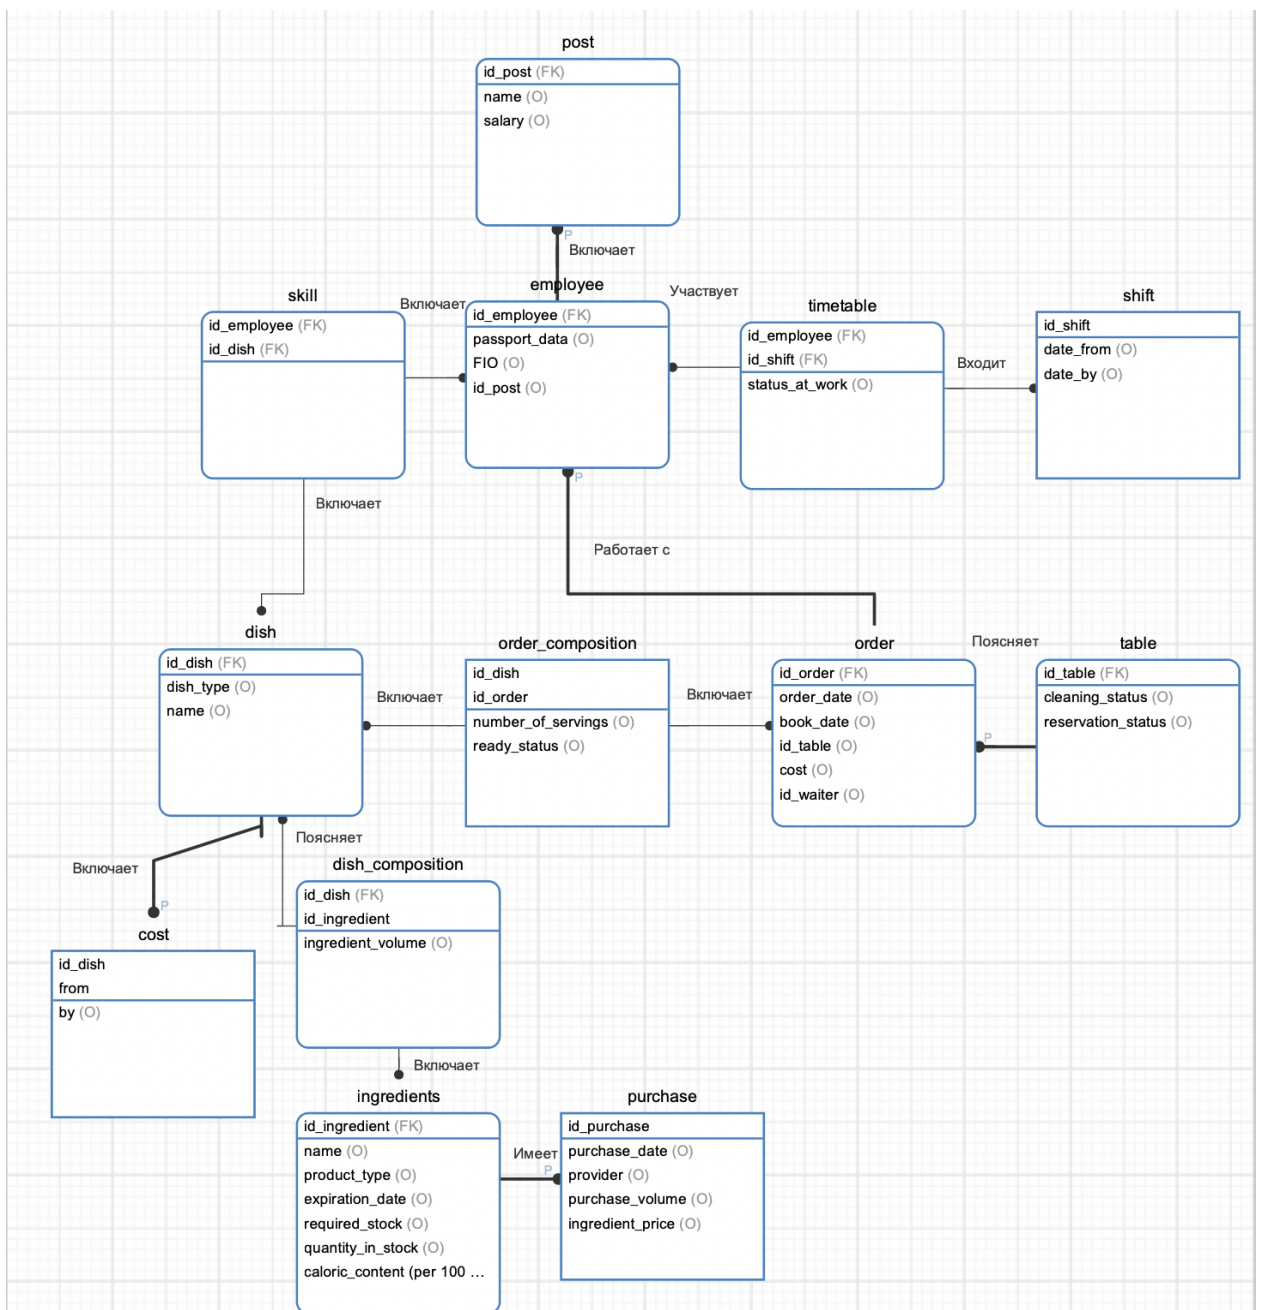 post
id_post (FK)
name (O)
salary (O)
P
Включает
employee
id_employee (FK)
passport_data (O)
FIO (O)
id_post (O)
P
skill
id_employee (FK)
id_dish (FK)
Включает
Участвует
timetable
id_employee (FK)
id_shift (FK)
status_at_work (O)
Входит
shift
id_shift
date_from (O)
date_by (O)
Включает
Работает с
dish
id_dish (FK)
dish_type (O)
name (O)
Включает
order_composition
id_dish
id_order
number_of_servings (O)
ready_status (O)
Включает
order
id_order (FK)
order_date (O)
book_date (O)
id_table (O)
cost (O)
id_waiter (O)
Поясняет
P
table
id_table (FK)
cleaning_status (O)
reservation_status (O)
Включает
P
Поясняет
cost
id_dish
from
by (O)
dish_composition
id_dish (FK)
id_ingredient
ingredient_volume (O)
Включает
ingredients
id_ingredient (FK)
name (O)
product_type (O)
expiration_date (O)
required_stock (O)
quantity_in_stock (O)
caloric_content (per 100 ...
Имеет
P
purchase
id_purchase
purchase_date (O)
provider (O)
purchase_volume (O)
ingredient_price (O)